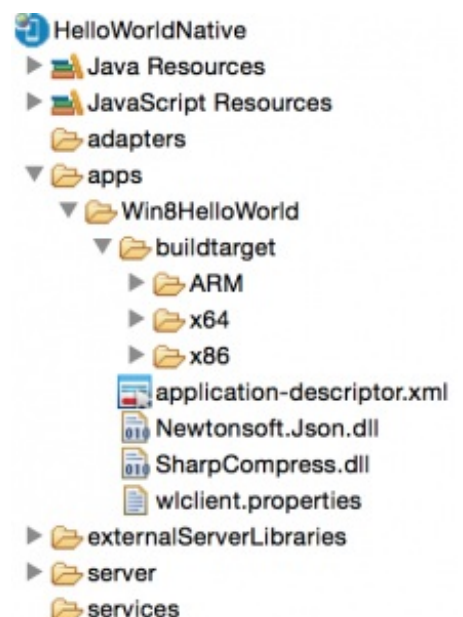 HelloWorldNative
Java Resources
JavaScript Resources
adapters
apps
Win8HelloWorld
buildtarget
ARM
x64
x86
application-descriptor.xml
Newtonsoft.Json.dll
SharpCompress.dll
wlclient.properties
externalServerLibraries
server
services